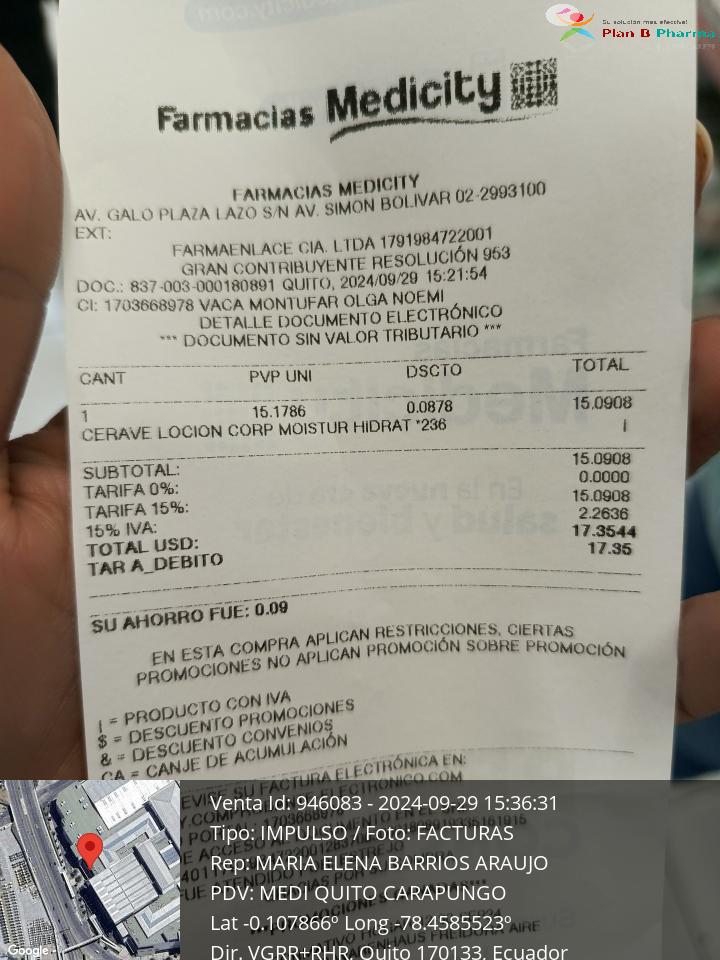 Su solución más efectiva!
Plan B Pharma
Farmacias Medicity
FARMACIAS MEDICITY
AV. GALO PLAZA LAZO S/N AV. SIMON BOLIVAR 02-2993100
EXT:
FARMAENLACE CIA. LTDA 1791984722001
GRAN CONTRIBUYENTE RESOLUCIÓN 953
DOC.: 837-003-000180891 QUITO, 2024/09/29 15:21:54
CI: 1703668978 VACA MONTUFAR OLGA NOEMI
DETALLE DOCUMENTO ELECTRÓNICO
*** DOCUMENTO SIN VALOR TRIBUTARIO ***
CANT PVP UNI DSCTO TOTAL
1 15.1786 0.0878 15.0908
CERAVE LOCION CORP MOISTUR HIDRAT *236 |
SUBTOTAL: 15.0908
TARIFA 0%: 0.0000
TARIFA 15%: 15.0908
15% IVA: 2.2636
TOTAL USD: 17.3544
TAR A_DEBITO 17.35
SU AHORRO FUE: 0.09
EN ESTA COMPRA APLICAN RESTRICCIONES, CIERTAS
PROMOCIONES NO APLICAN PROMOCIÓN SOBRE PROMOCIÓN
| = PRODUCTO CON IVA
$ = DESCUENTO PROMOCIONES
& = DESCUENTO CONVENIOS
CA = CANJE DE ACUMULACIÓN
SU FACTURA ELECTRÓNICA EN:
Venta Id: 946083 - 2024-09-29 15:36:31
Tipo: IMPULSO / Foto: FACTURAS
Rep: MARIA ELENA BARRIOS ARAUJO
PDV: MEDI QUITO CARAPUNGO
Lat -0.107866º Long -78.4585523º
Dir. VGRR+RHR, Quito 170133, Ecuador
Google